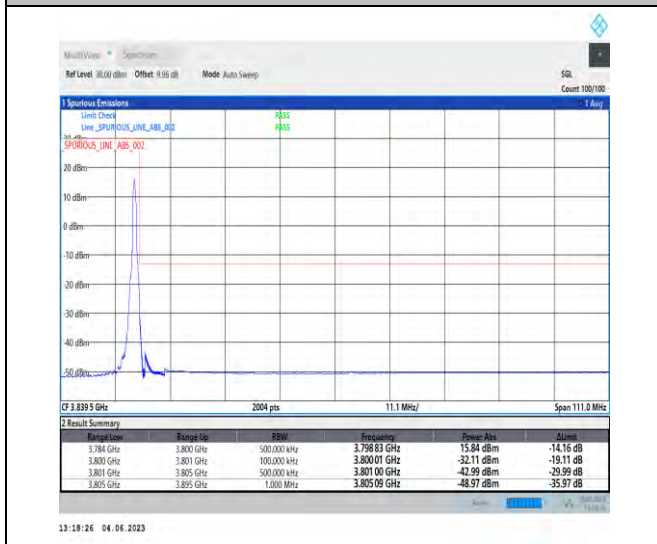 MultiView Spectrum
Ref Level 30.00 dBm Offset 9.96 dB Mode Auto Sweep SGL
Count 100/100
1 Spurious Emissions 1 Avg
Limit Check PASS
Line _SPURIOUS_LINE_ABS_002 PASS
_SPURIOUS_LINE_ABS_002
20 dBm
10 dBm
0 dBm
-10 dBm
-20 dBm
-30 dBm
-40 dBm
-50 dBm
CF 3.839 5 GHz 2004 pts 11.1 MHz/ Span 111.0 MHz
2 Result Summary
Range Low Range Up RBW Frequency Power Abs ΔLimit
3.784 GHz 3.800 GHz 500.000 kHz 3.798 83 GHz 15.84 dBm -14.16 dB
3.800 GHz 3.801 GHz 100.000 kHz 3.800 01 GHz -32.11 dBm -19.11 dB
3.801 GHz 3.805 GHz 500.000 kHz 3.801 00 GHz -42.99 dBm -29.99 dB
3.805 GHz 3.895 GHz 1.000 MHz 3.805 09 GHz -48.97 dBm -35.97 dB
13:18:26 04.06.2023